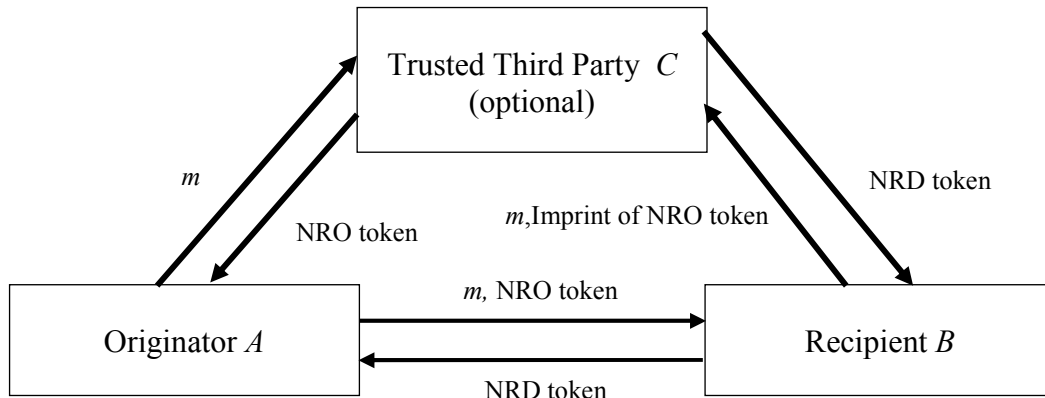 Trusted Third Party C
(optional)
m
NRD token
m,Imprint of NRO token
NRO token
m, NRO token
Originator A
Recipient B
NRD token